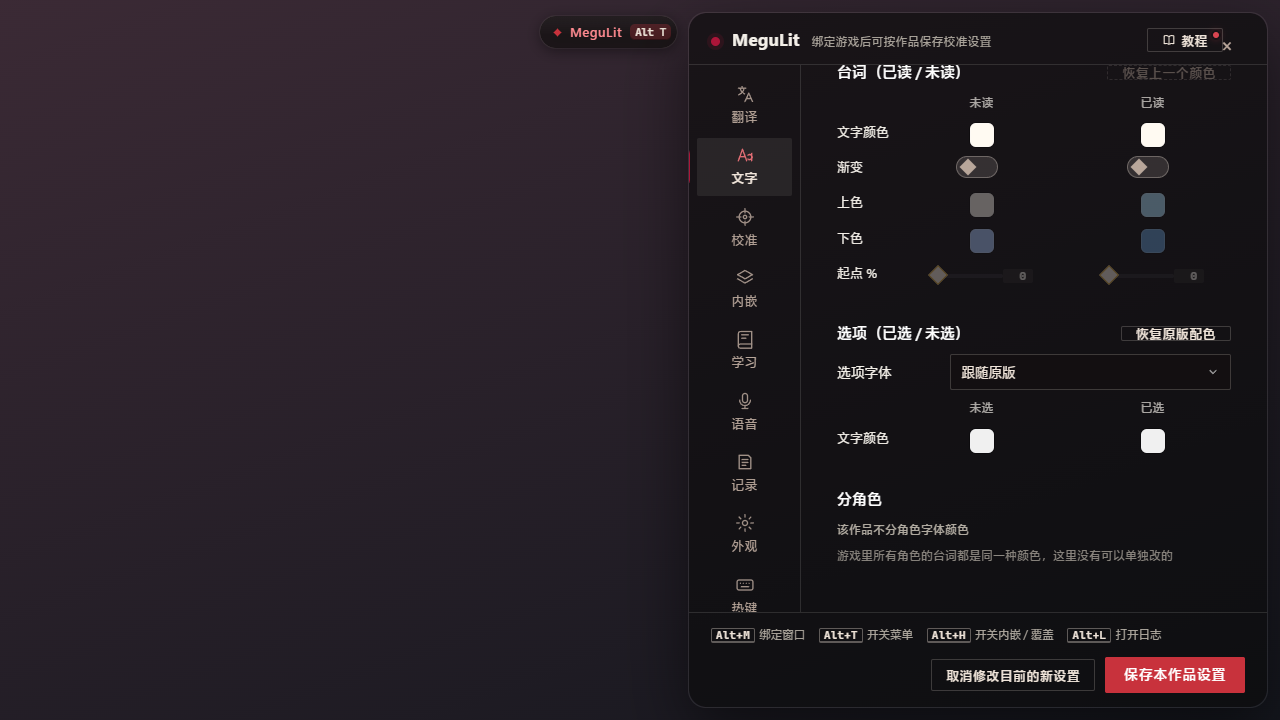 MeguLit Alt T
MeguLit 绑定游戏后可按作品保存校准设置 教程
翻译
文字
校准
内嵌
学习
语音
记录
外观
热键
台词（已读 / 未读） 恢复上一个颜色
未读 已读
文字颜色
渐变
上色
下色
起点 % 0 0
选项（已选 / 未选） 恢复原版配色
选项字体 跟随原版
未选 已选
文字颜色
分角色
该作品不分角色字体颜色
游戏里所有角色的台词都是同一种颜色，这里没有可以单独改的
Alt+M 绑定窗口 Alt+T 开关菜单 Alt+H 开关内嵌 / 覆盖 Alt+L 打开日志
取消修改目前的新设置 保存本作品设置